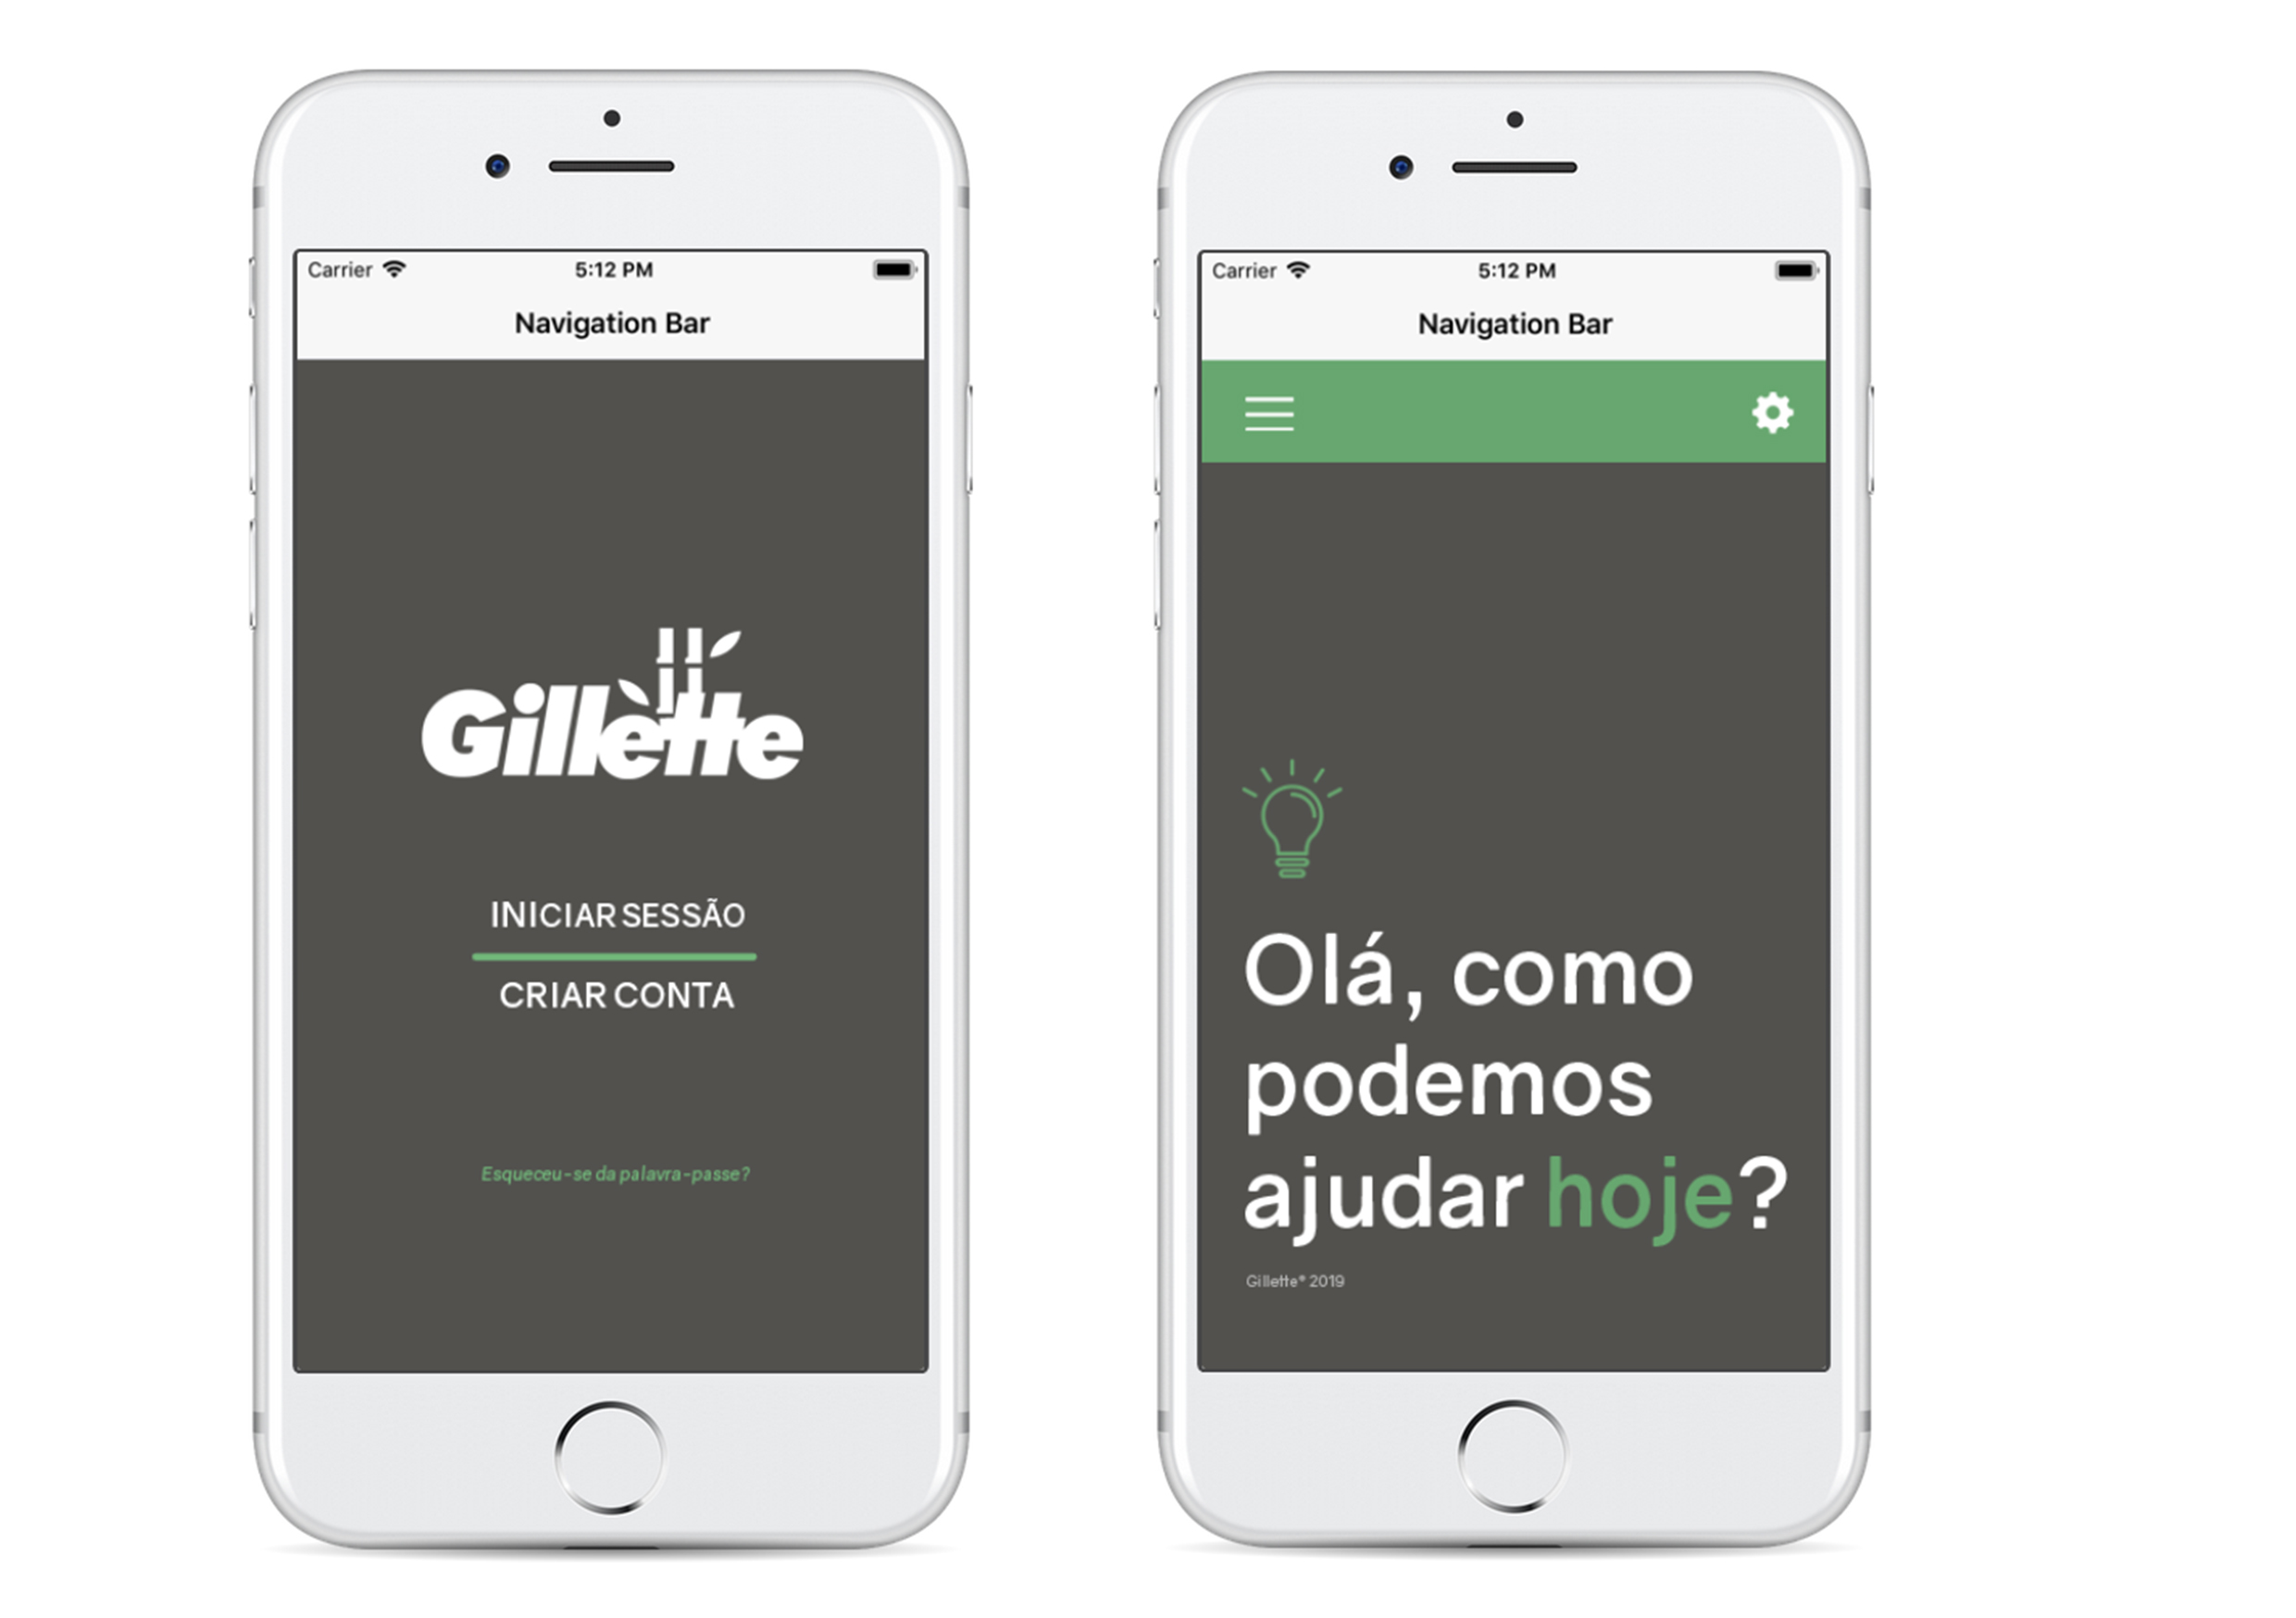 Carrier 5:12 PM
Navigation Bar
Gillette
INICIAR SESSÃO
CRIAR CONTA
Esqueceu-se da palavra-passe?
Carrier 5:12 PM
Navigation Bar
Olá, como
podemos
ajudar hoje?
Gillette® 2019